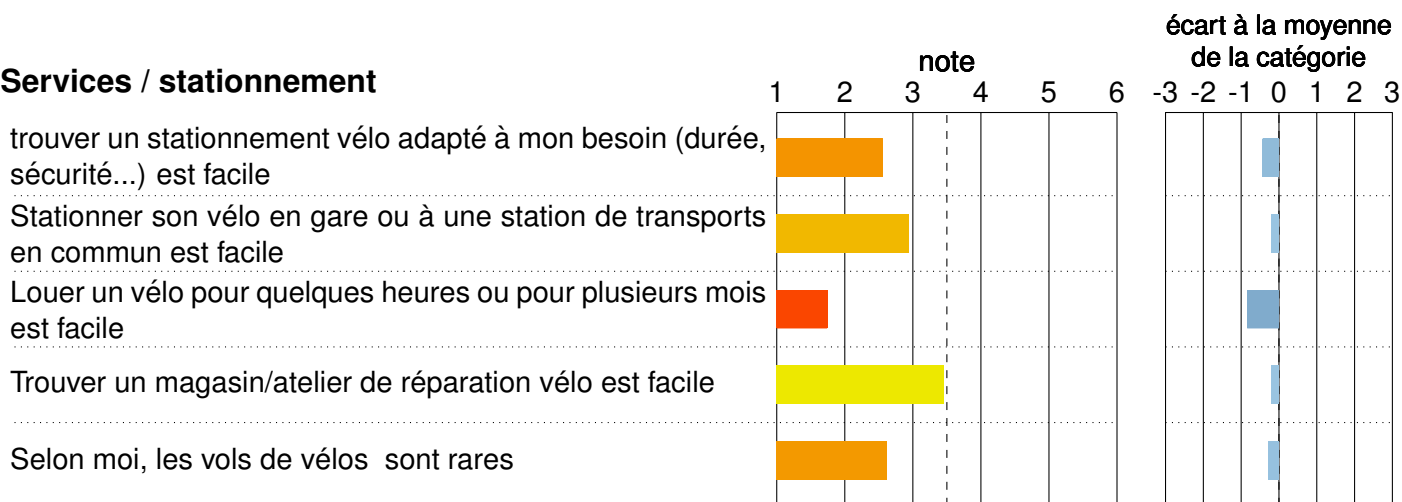 écart à la moyenne
note de la catégorie
Services / stationnement
1 2 3 4 5 6 -3 -2 -1 0 1 2 3
trouver un stationnement vélo adapté à mon besoin (durée,
sécurité...) est facile
Stationner son vélo en gare ou à une station de transports
en commun est facile
Louer un vélo pour quelques heures ou pour plusieurs mois
est facile
Trouver un magasin/atelier de réparation vélo est facile
Selon moi, les vols de vélos sont rares